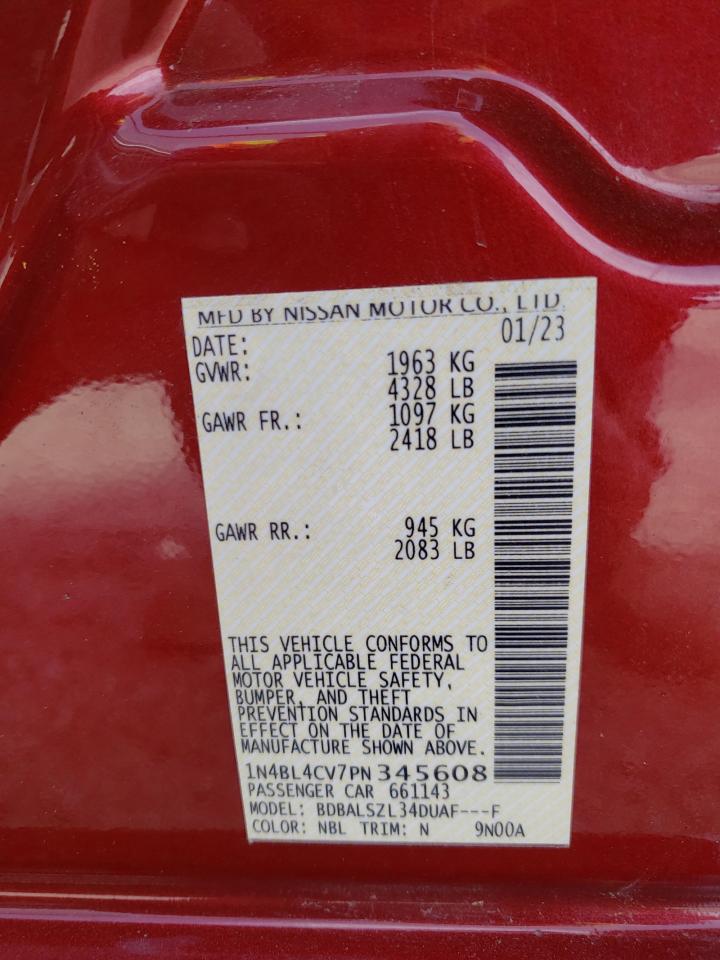 MFD BY NISSAN MOTOR CO., LTD.
DATE: 01/23
GVWR: 1963 KG
4328 LB
GAWR FR.: 1097 KG
2418 LB
GAWR RR.: 945 KG
2083 LB
THIS VEHICLE CONFORMS TO
ALL APPLICABLE FEDERAL
MOTOR VEHICLE SAFETY,
BUMPER, AND THEFT
PREVENTION STANDARDS IN
EFFECT ON THE DATE OF
MANUFACTURE SHOWN ABOVE.
1N4BL4CV7PN345608
PASSENGER CAR 661143
MODEL: BDBALSZL34DUAF---F
COLOR: NBL TRIM: N 9N00A